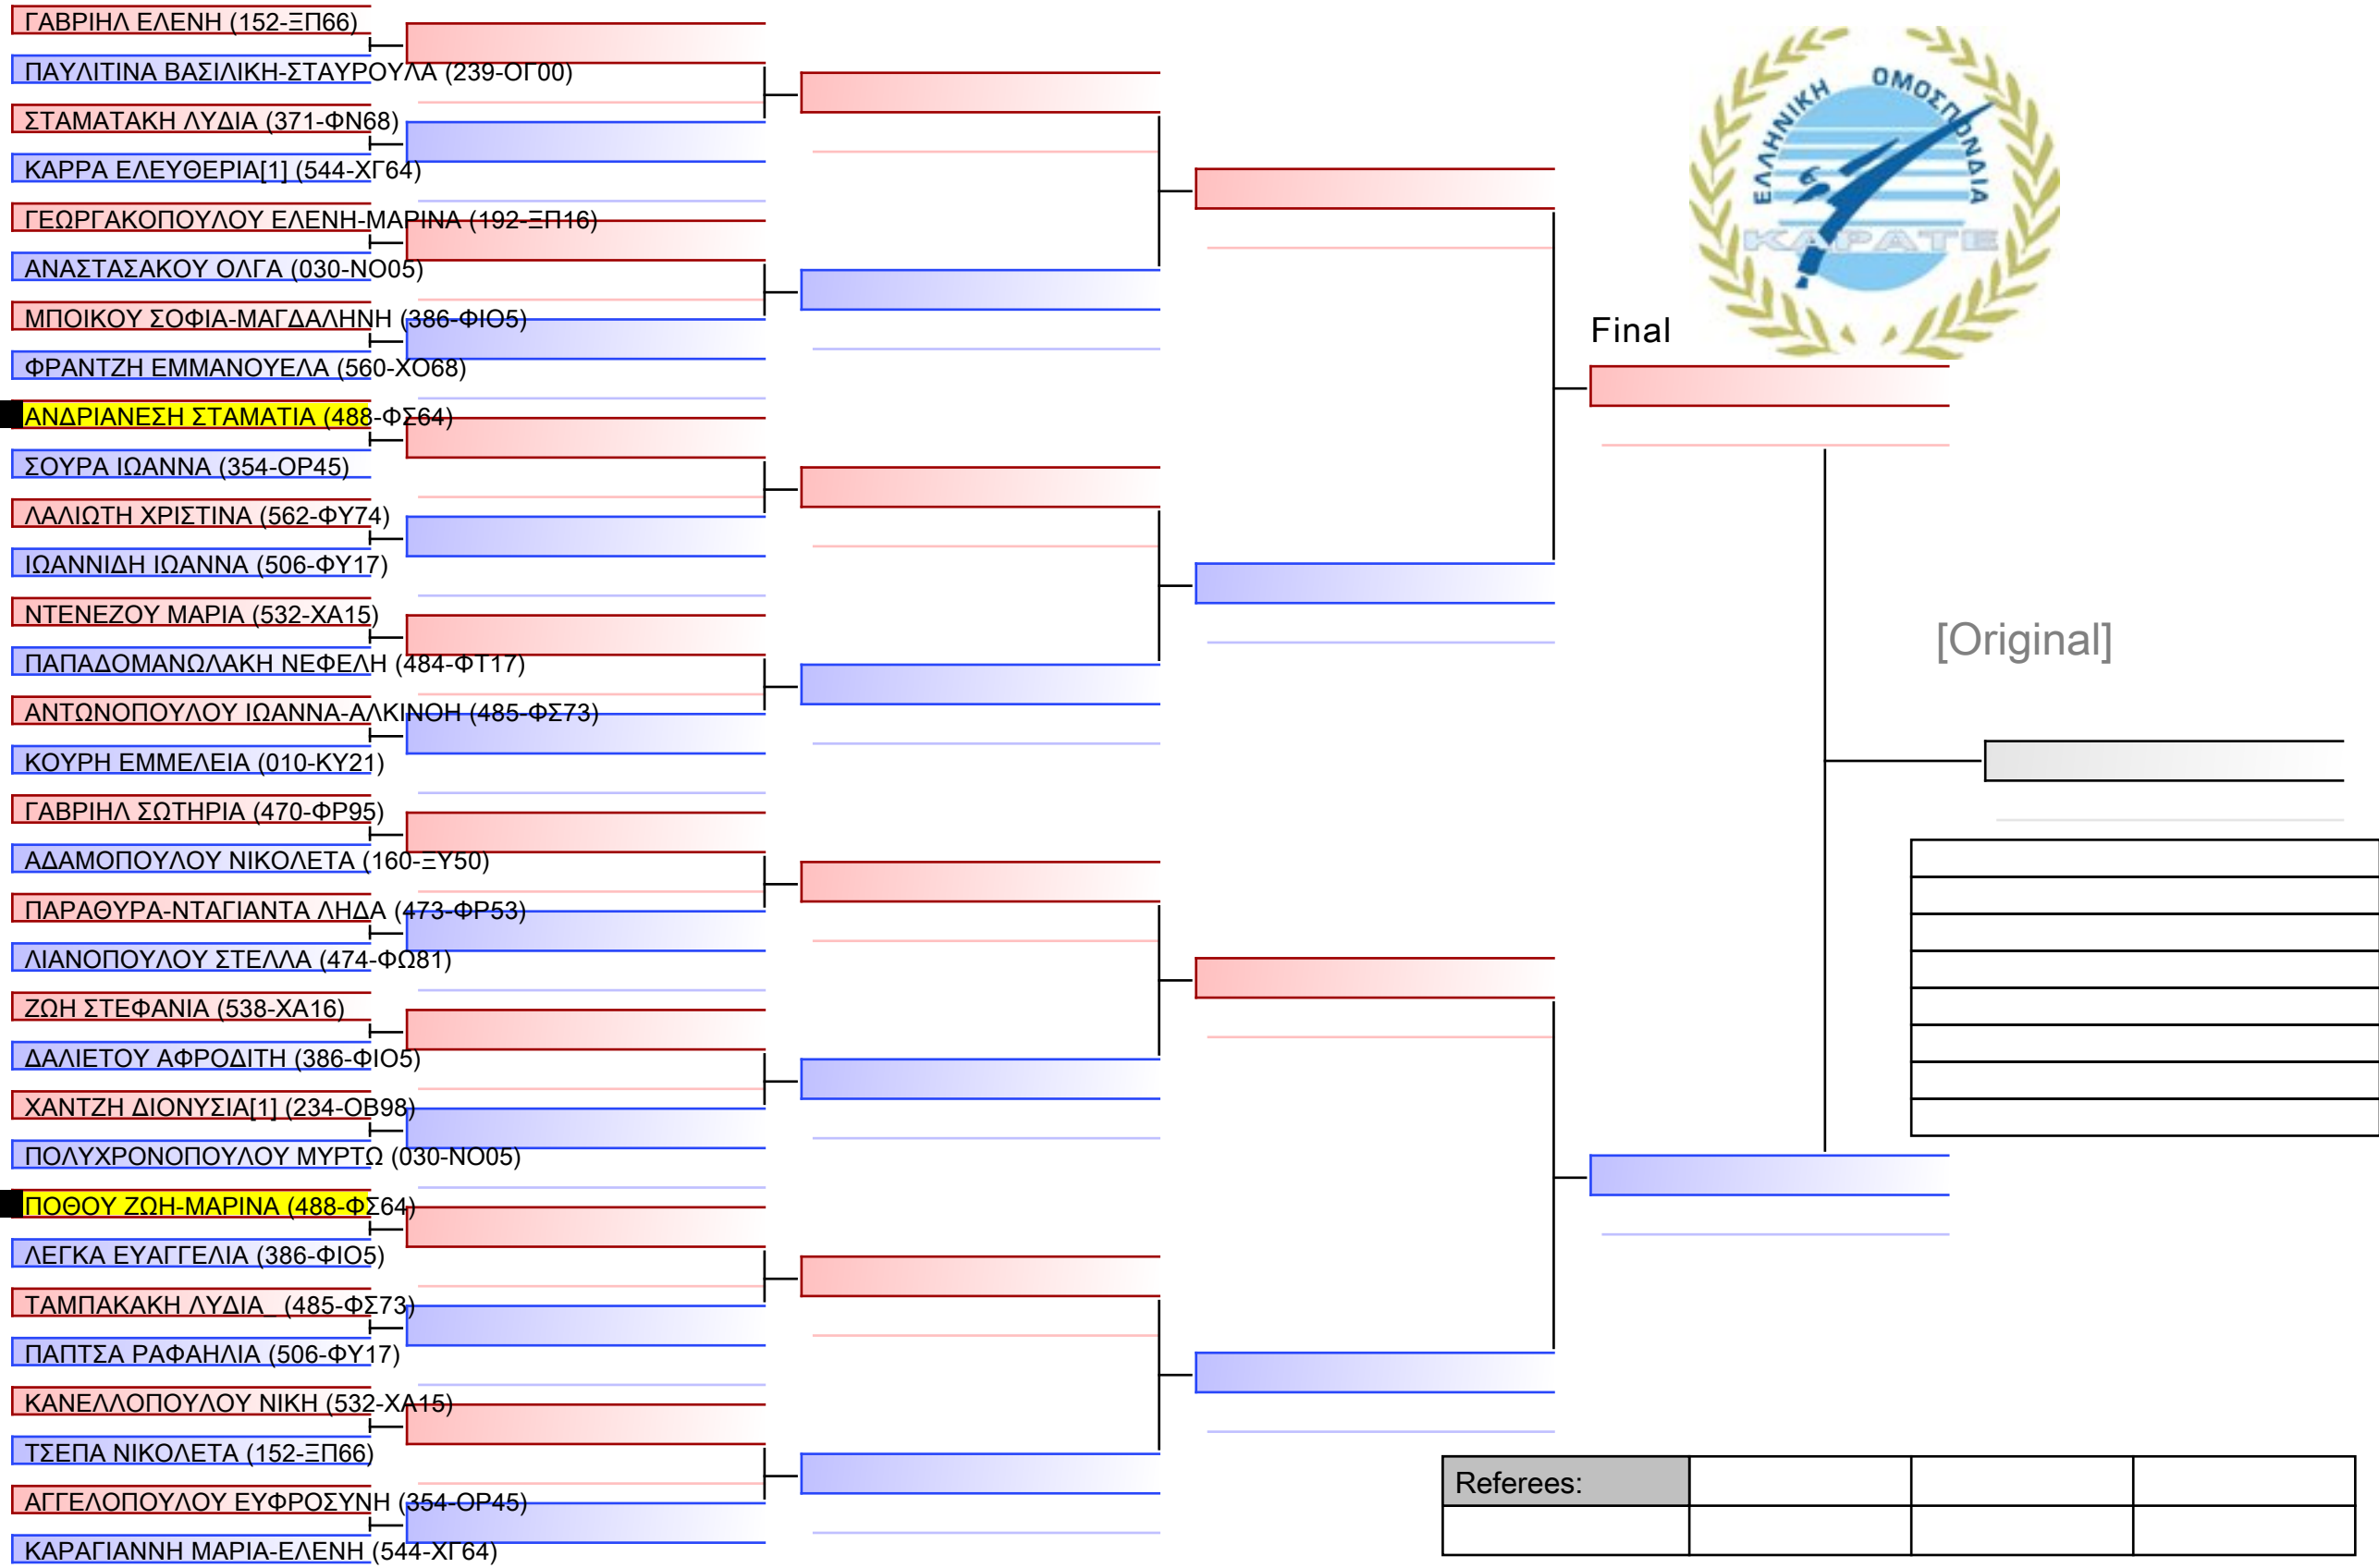 ΓΑΒΡΙΗΛ ΕΛΕΝΗ (152-ΞΠ66)
ΠΑΥΛΙΤΙΝΑ ΒΑΣΙΛΙΚΗ-ΣΤΑΥΡΟΥΛΑ (239-ΟΓ00)
ΣΤΑΜΑΤΑΚΗ ΛΥΔΙΑ (371-ΦΝ68)
ΚΑΡΡΑ ΕΛΕΥΘΕΡΙΑ[1] (544-ΧΓ64)
ΓΕΩΡΓΑΚΟΠΟΥΛΟΥ ΕΛΕΝΗ-ΜΑΡΙΝΑ (192-ΞΠ16)
ΑΝΑΣΤΑΣΑΚΟΥ ΟΛΓΑ (030-ΝΟ05)
ΜΠΟΙΚΟΥ ΣΟΦΙΑ-ΜΑΓΔΑΛΗΝΗ (386-ΦΙΟ5)
ΦΡΑΝΤΖΗ ΕΜΜΑΝΟΥΕΛΑ (560-ΧΟ68)
ΑΝΔΡΙΑΝΕΣΗ ΣΤΑΜΑΤΙΑ (488-ΦΣ64)
ΣΟΥΡΑ ΙΩΑΝΝΑ (354-ΟΡ45)
ΛΑΛΙΩΤΗ ΧΡΙΣΤΙΝΑ (562-ΦΥ74)
ΙΩΑΝΝΙΔΗ ΙΩΑΝΝΑ (506-ΦΥ17)
ΝΤΕΝΕΖΟΥ ΜΑΡΙΑ (532-ΧΑ15)
ΠΑΠΑΔΟΜΑΝΩΛΑΚΗ ΝΕΦΕΛΗ (484-ΦΤ17)
ΑΝΤΩΝΟΠΟΥΛΟΥ ΙΩΑΝΝΑ-ΑΛΚΙΝΟΗ (485-ΦΣ73)
ΚΟΥΡΗ ΕΜΜΕΛΕΙΑ (010-ΚΥ21)
ΓΑΒΡΙΗΛ ΣΩΤΗΡΙΑ (470-ΦΡ95)
ΑΔΑΜΟΠΟΥΛΟΥ ΝΙΚΟΛΕΤΑ (160-ΞΥ50)
ΠΑΡΑΘΥΡΑ-ΝΤΑΓΙΑΝΤΑ ΛΗΔΑ (473-ΦΡ53)
ΛΙΑΝΟΠΟΥΛΟΥ ΣΤΕΛΛΑ (474-ΦΩ81)
ΖΩΗ ΣΤΕΦΑΝΙΑ (538-ΧΑ16)
ΔΑΛΙΕΤΟΥ ΑΦΡΟΔΙΤΗ (386-ΦΙΟ5)
ΧΑΝΤΖΗ ΔΙΟΝΥΣΙΑ[1] (234-ΟΒ98)
ΠΟΛΥΧΡΟΝΟΠΟΥΛΟΥ ΜΥΡΤΩ (030-ΝΟ05)
ΠΟΘΟΥ ΖΩΗ-ΜΑΡΙΝΑ (488-ΦΣ64)
ΛΕΓΚΑ ΕΥΑΓΓΕΛΙΑ (386-ΦΙΟ5)
ΤΑΜΠΑΚΑΚΗ ΛΥΔΙΑ_ (485-ΦΣ73)
ΠΑΠΤΣΑ ΡΑΦΑΗΛΙΑ (506-ΦΥ17)
ΚΑΝΕΛΛΟΠΟΥΛΟΥ ΝΙΚΗ (532-ΧΑ15)
ΤΣΕΠΑ ΝΙΚΟΛΕΤΑ (152-ΞΠ66)
ΑΓΓΕΛΟΠΟΥΛΟΥ ΕΥΦΡΟΣΥΝΗ (354-ΟΡ45)
ΚΑΡΑΓΙΑΝΝΗ ΜΑΡΙΑ-ΕΛΕΝΗ (544-ΧΓ64)
ΕΛΛΗΝΙΚΗ ΟΜΟΣΠΟΝΔΙΑ
ΚΑΡΑΤΕ
Final
[Original]
Referees: